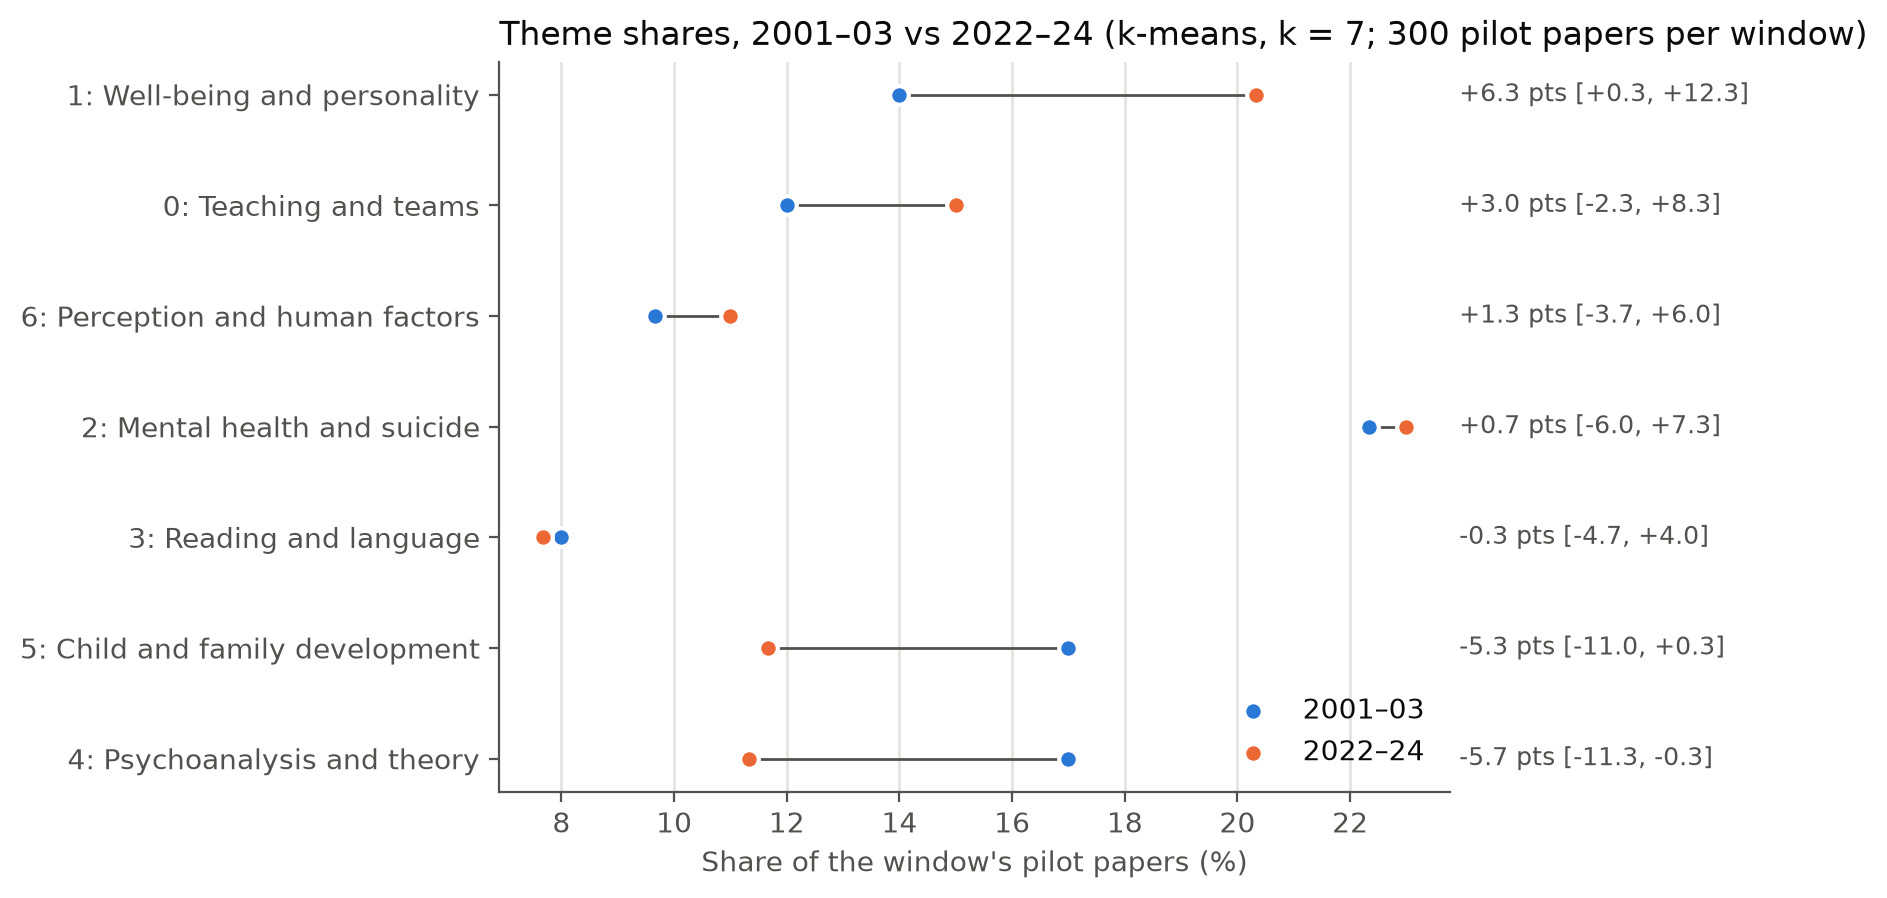 Theme shares, 2001–03 vs 2022–24 (k-means, k = 7; 300 pilot papers per window)
1: Well-being and personality +6.3 pts [+0.3, +12.3]
0: Teaching and teams +3.0 pts [-2.3, +8.3]
6: Perception and human factors +1.3 pts [-3.7, +6.0]
2: Mental health and suicide +0.7 pts [-6.0, +7.3]
3: Reading and language -0.3 pts [-4.7, +4.0]
5: Child and family development -5.3 pts [-11.0, +0.3]
2001–03
2022–24
4: Psychoanalysis and theory -5.7 pts [-11.3, -0.3]
8 10 12 14 16 18 20 22
Share of the window's pilot papers (%)